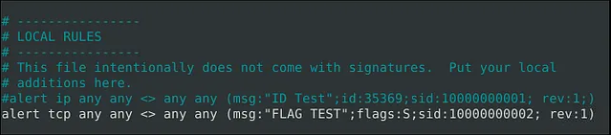 # ----------------
# LOCAL RULES
# ----------------
# This file intentionally does not come with signatures.  Put your local
# additions here.
#alert ip any any <> any any (msg:"ID Test";id:35369;sid:10000000001; rev:1;)
alert tcp any any <> any any (msg:"FLAG TEST";flags:S;sid:10000000002; rev:1)